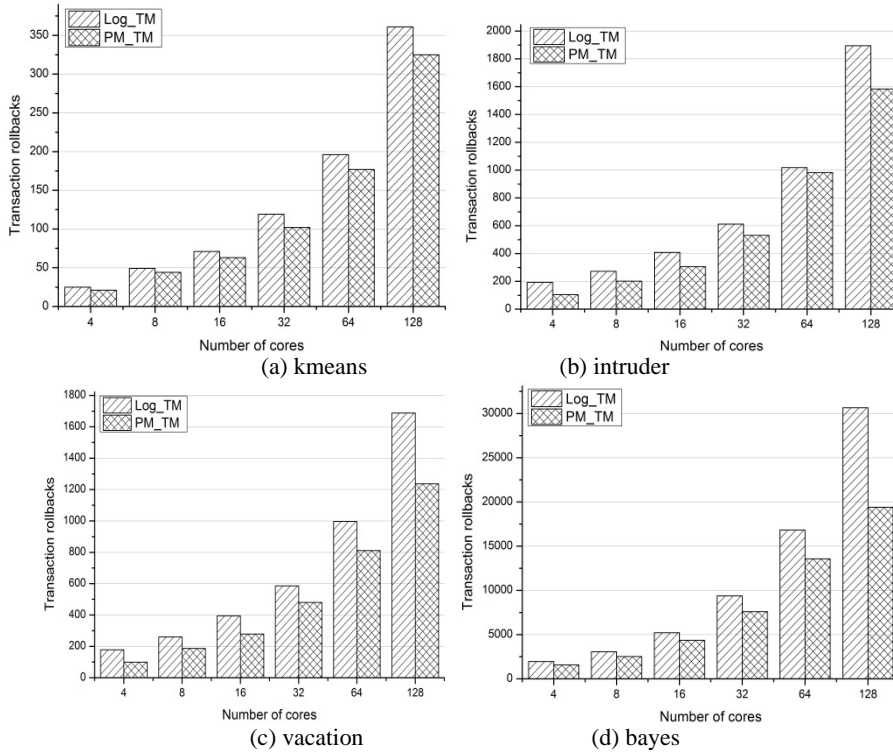 Log_TM
PM_TM
350
300
250
200
150
100
50
0
Transaction rollbacks
4 8 16 32 64 128
Number of cores
(a) kmeans
Log_TM
PM_TM
2000
1800
1600
1400
1200
1000
800
600
400
200
0
Transaction rollbacks
4 8 16 32 64 128
Number of cores
(b) intruder
Log_TM
PM_TM
1800
1600
1400
1200
1000
800
600
400
200
0
Transaction rollbacks
4 8 16 32 64 128
Number of cores
(c) vacation
Log_TM
PM_TM
30000
25000
20000
15000
10000
5000
0
Transaction rollbacks
4 8 16 32 64 128
Number of cores
(d) bayes